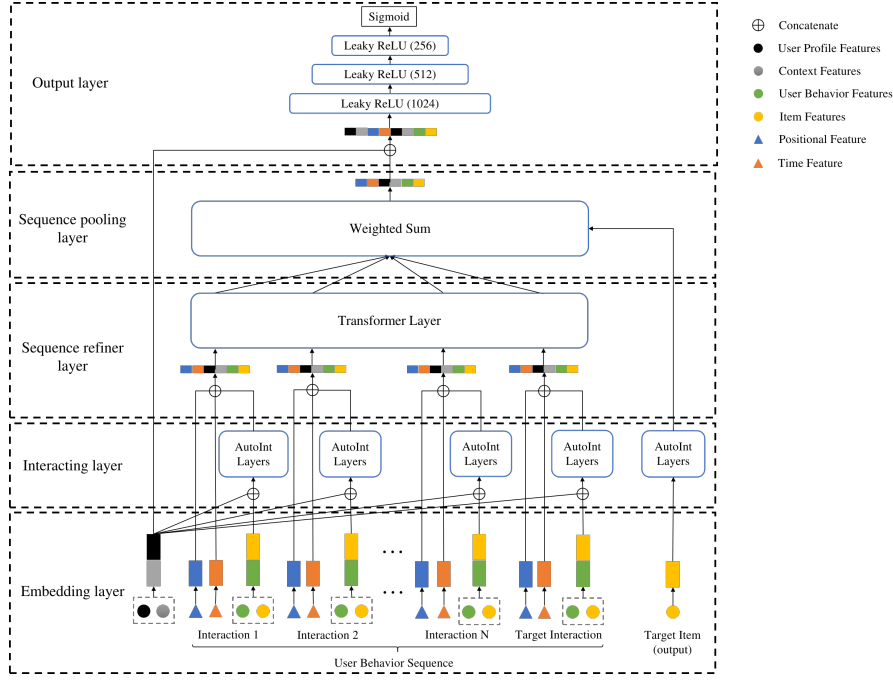 Sigmoid
Leaky ReLU (256)
Leaky ReLU (512)
Leaky ReLU (1024)
Output layer
Concatenate
User Profile Features
Context Features
User Behavior Features
Item Features
Positional Feature
Time Feature
Sequence pooling
layer
Weighted Sum
Sequence refiner
layer
Transformer Layer
Interacting layer
AutoInt
Layers
AutoInt
Layers
AutoInt
Layers
AutoInt
Layers
AutoInt
Layers
Embedding layer
...
...
Interaction 1
Interaction 2
Interaction N
Target Interaction
Target Item
(output)
User Behavior Sequence